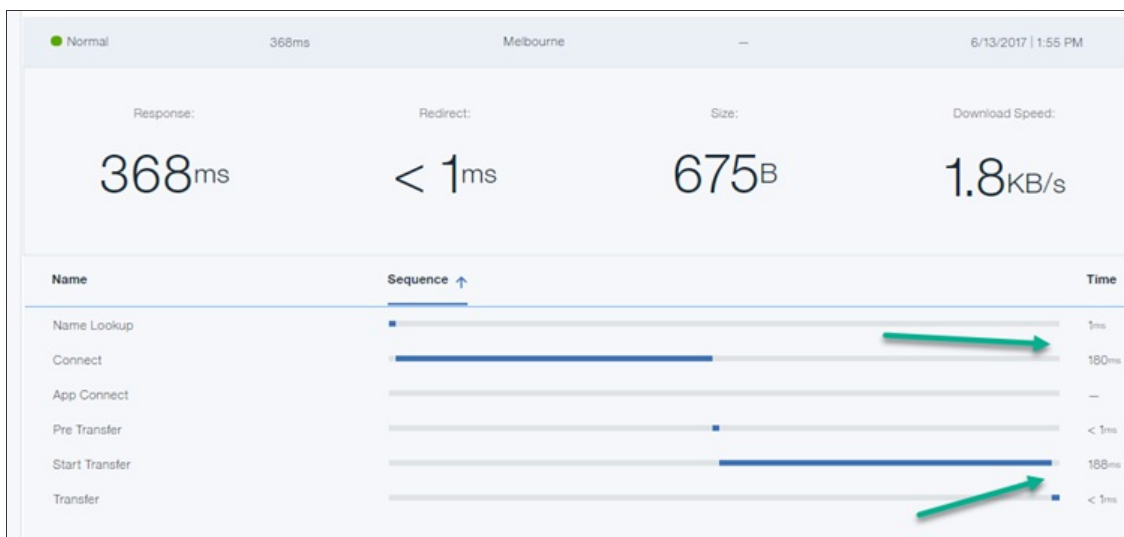 Normal 368ms Melbourne – 6/13/2017 | 1:55 PM
Response: Redirect: Size: Download Speed:
368ms < 1ms 675B 1.8KB/s
Name Sequence ↑ Time
Name Lookup 1ms
Connect 180ms
App Connect –
Pre Transfer < 1ms
Start Transfer 188ms
Transfer < 1ms